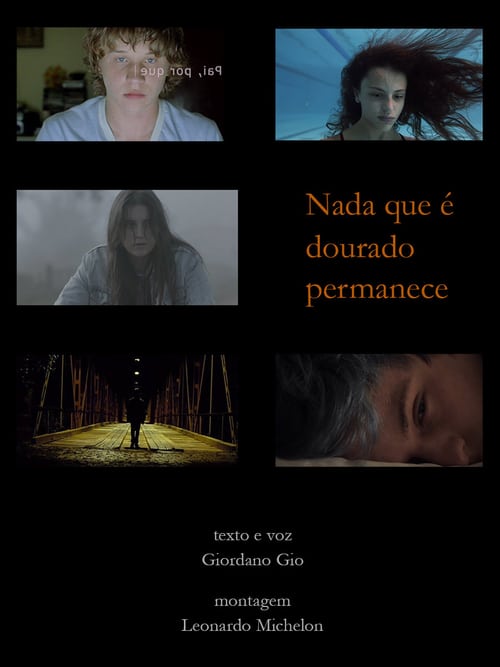 Pai, por que
Nada que é
dourado
permanece
texto e voz
Giordano Gio
montagem
Leonardo Michelon